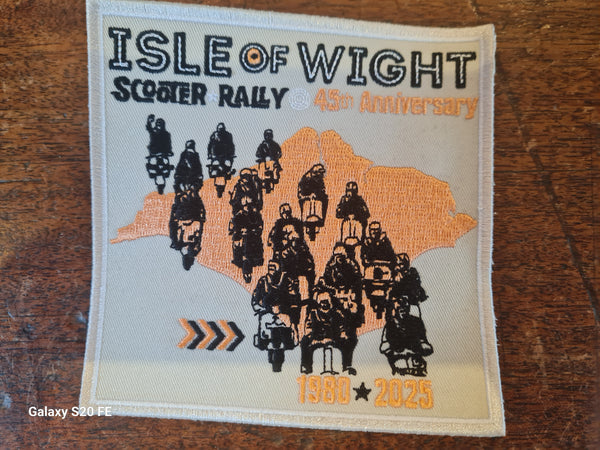 ISLE OF WIGHT
SCOOTER RALLY 45th Anniversary
1980 ★ 2025
Galaxy S20 FE